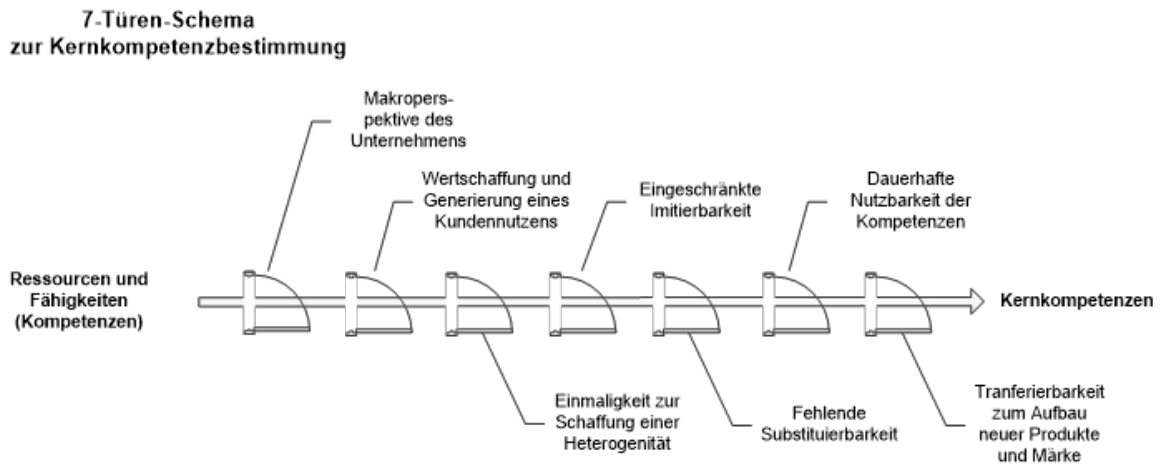 7-Türen-Schema
zur Kernkompetenzbestimmung
Makropers-
pektive des
Unternehmens
Wertschaffung und
Generierung eines
Kundennutzens
Eingeschränkte
Imitierbarkeit
Dauerhafte
Nutzbarkeit der
Kompetenzen
Ressourcen und
Fähigkeiten
(Kompetenzen)
Kernkompetenzen
Einmaligkeit zur
Schaffung einer
Heterogenität
Fehlende
Substituierbarkeit
Tranferierbarkeit
zum Aufbau
neuer Produkte
und Märke